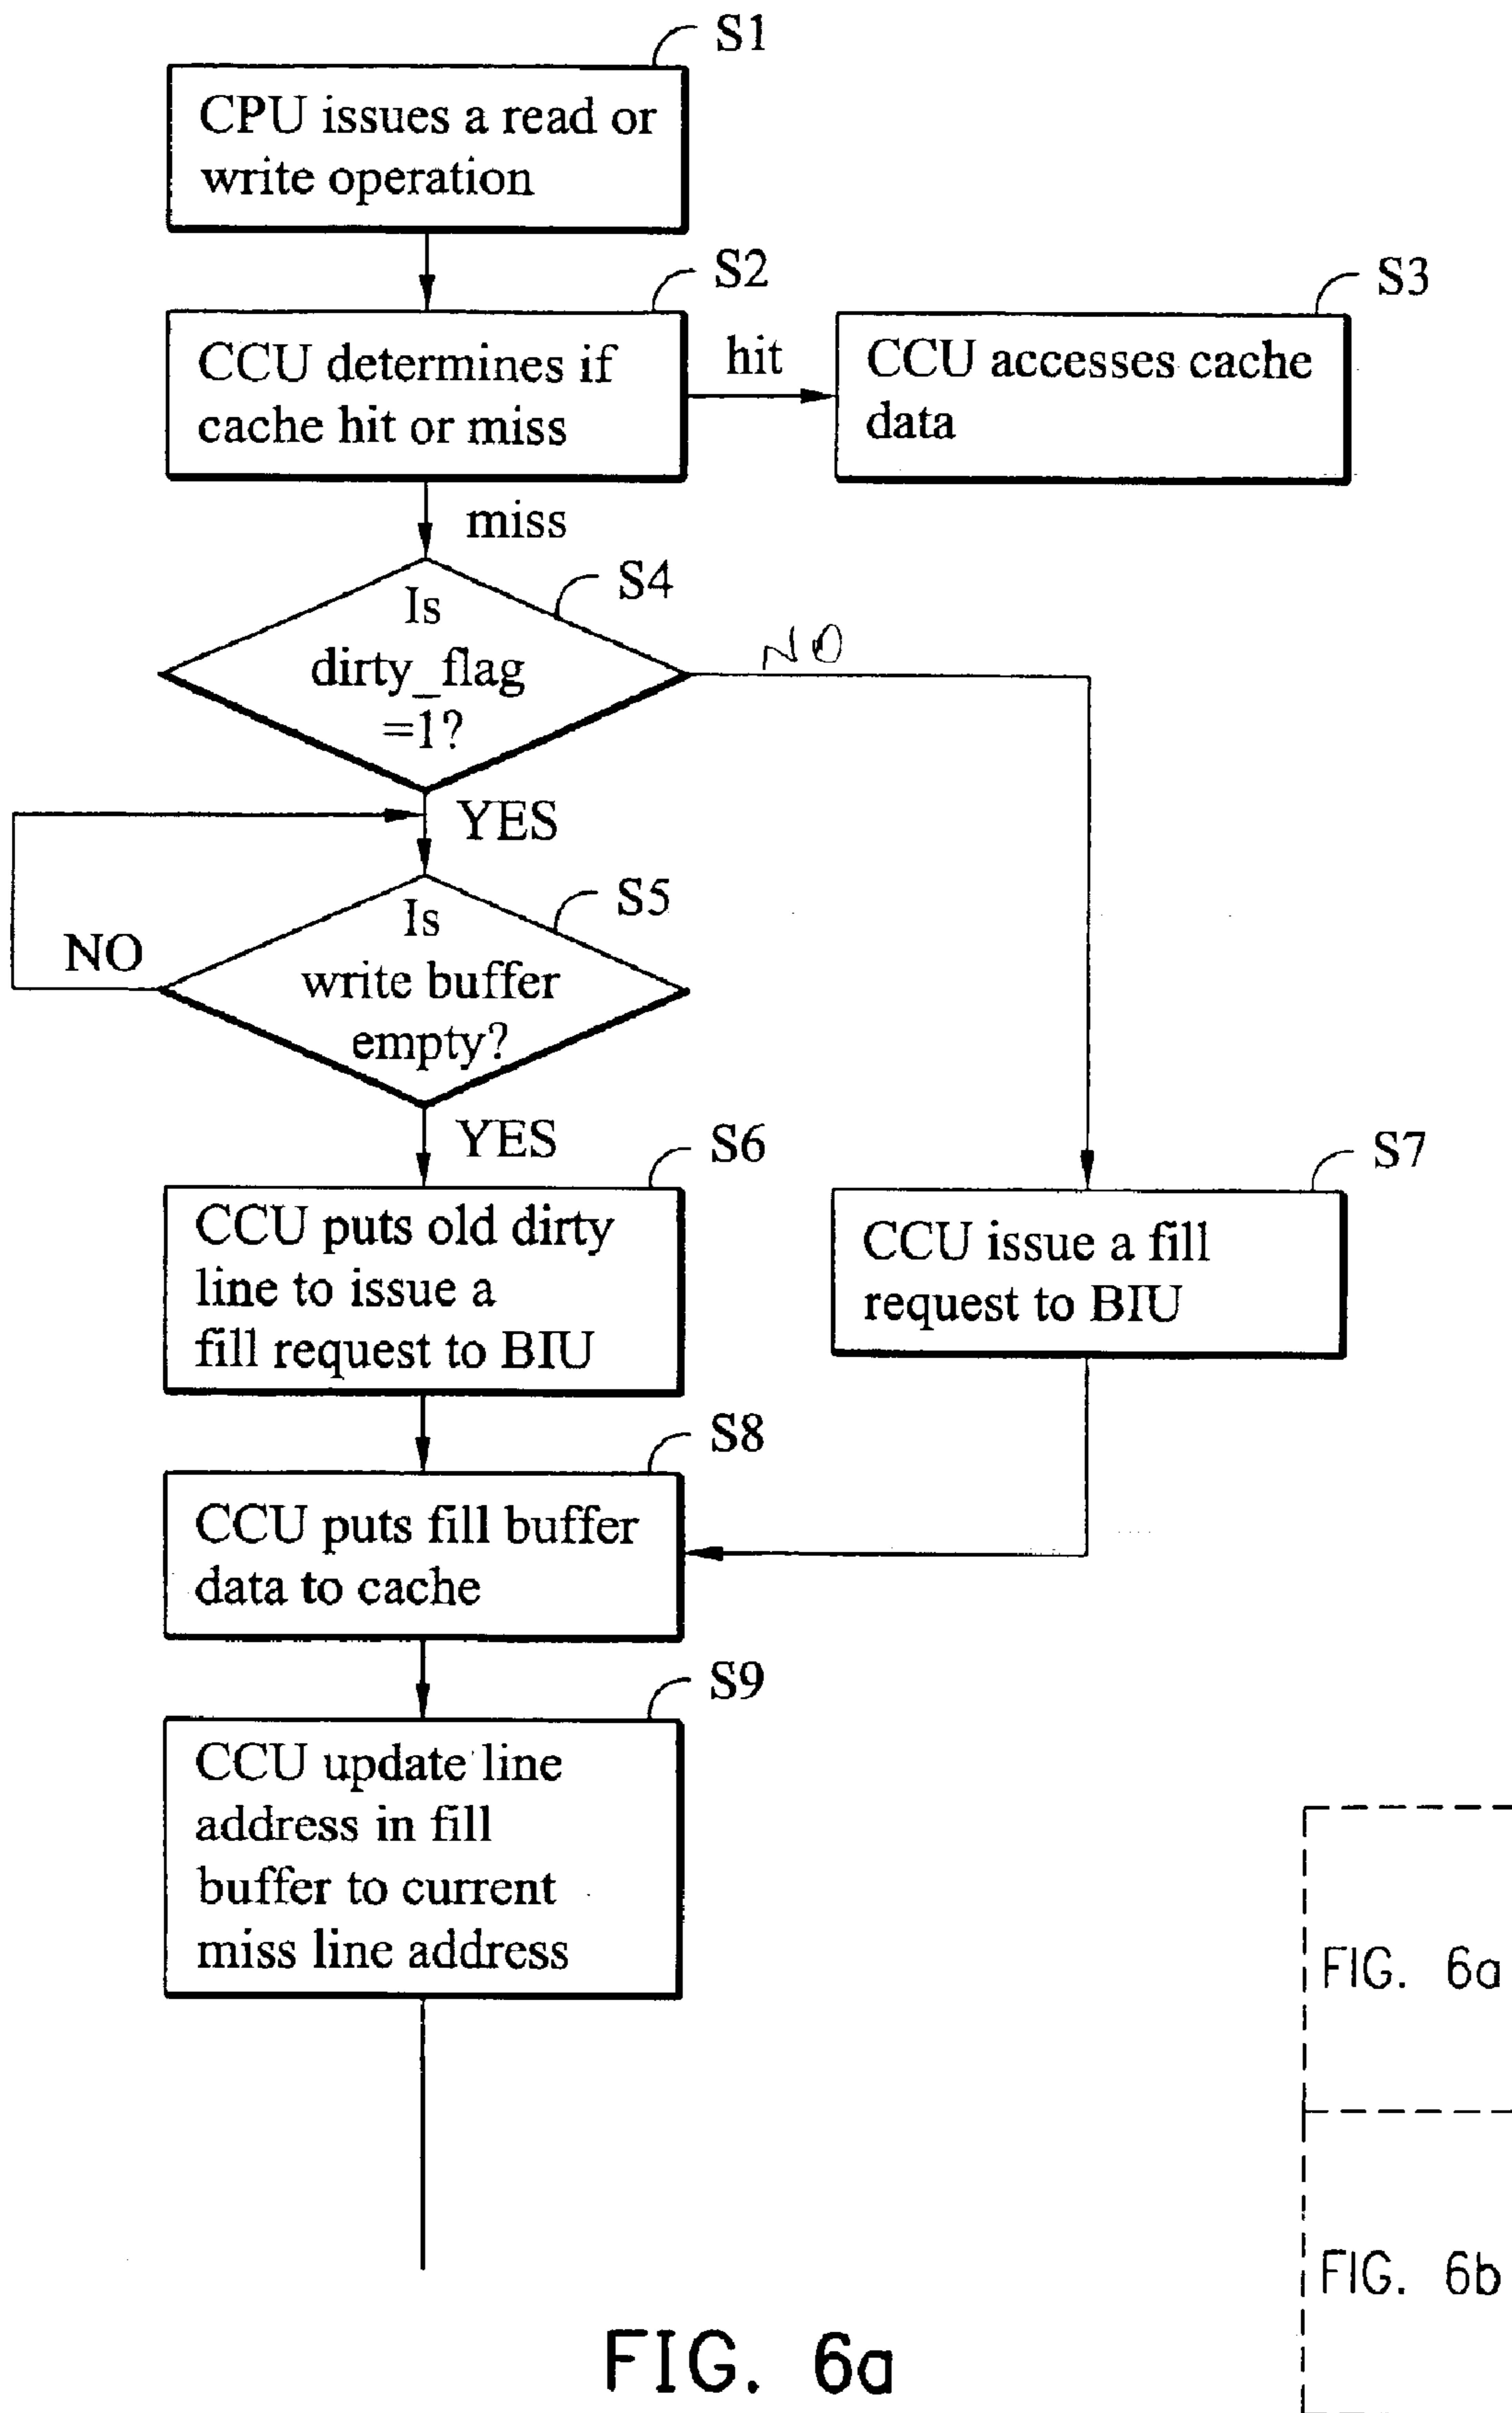 S1
CPU issues a read or
write operation
S2
CCU determines if
cache hit or miss
hit
S3
CCU accesses cache
data
miss
S4
Is
dirty_flag
=1?
NO
YES
S5
Is
write buffer
empty?
NO
YES
S6
CCU puts old dirty
line to issue a
fill request to BIU
S7
CCU issue a fill
request to BIU
S8
CCU puts fill buffer
data to cache
S9
CCU update line
address in fill
buffer to current
miss line address
FIG. 6a
FIG. 6b
FIG. 6a